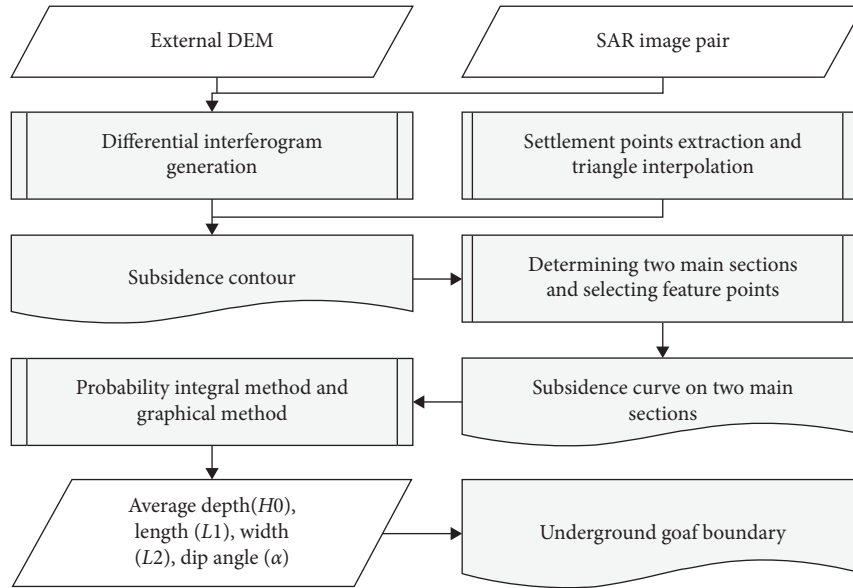 External DEM
SAR image pair
Differential interferogram
generation
Settlement points extraction and
triangle interpolation
Subsidence contour
Determining two main sections
and selecting feature points
Probability integral method and
graphical method
Subsidence curve on two main
sections
Average depth(H0),
length (L1), width
(L2), dip angle (α)
Underground goaf boundary